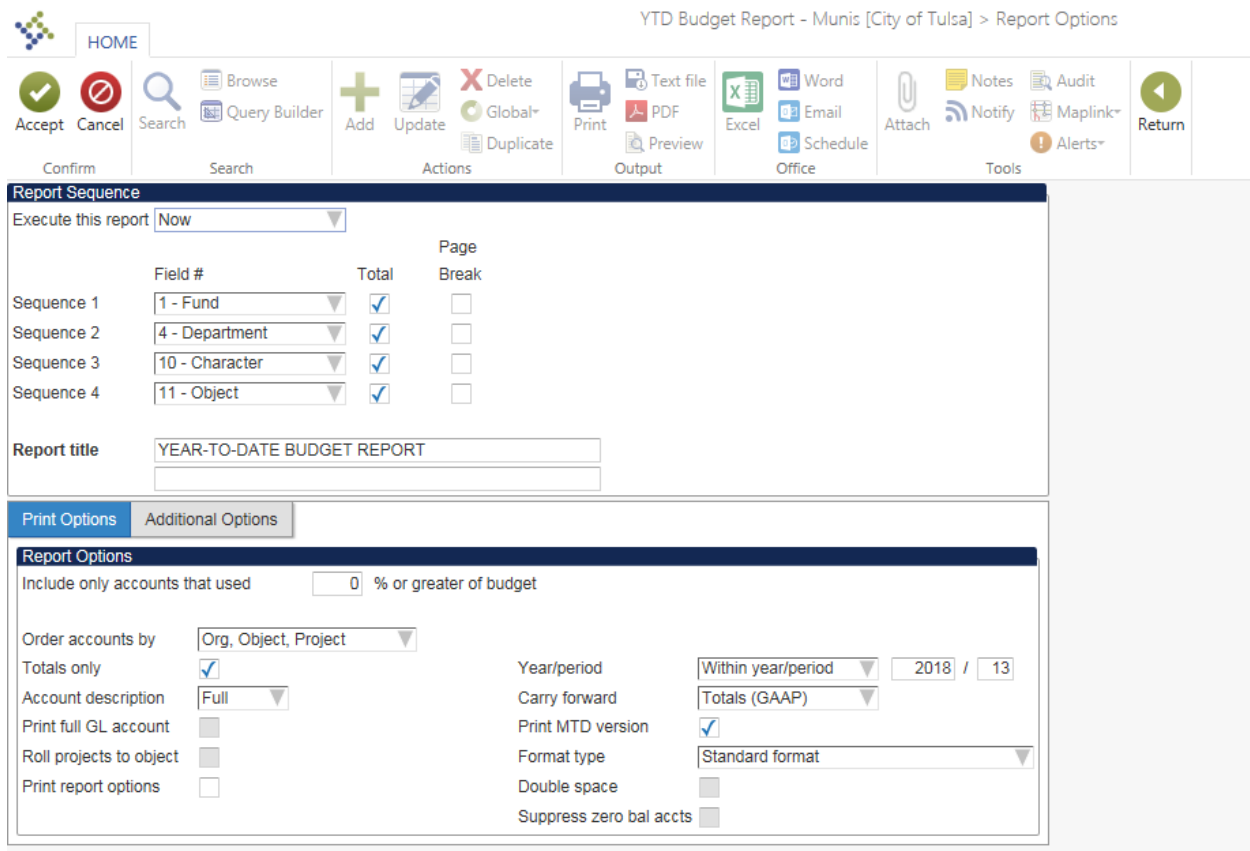 YTD Budget Report - Munis [City of Tulsa] > Report Options
HOME
Accept Cancel Search Browse Query Builder Add Update Delete Global Duplicate Print Text file PDF Preview Excel Word Email Schedule Attach Notes Notify Audit Maplink Alerts Return
Confirm Search Actions Output Office Tools
Report Sequence
Execute this report Now
Page
Field # Total Break
Sequence 1 1 - Fund
Sequence 2 4 - Department
Sequence 3 10 - Character
Sequence 4 11 - Object
Report title YEAR-TO-DATE BUDGET REPORT
Print Options Additional Options
Report Options
Include only accounts that used 0 % or greater of budget
Order accounts by Org, Object, Project
Totals only Year/period Within year/period 2018 / 13
Account description Full Carry forward Totals (GAAP)
Print full GL account Print MTD version
Roll projects to object Format type Standard format
Print report options Double space
Suppress zero bal accts